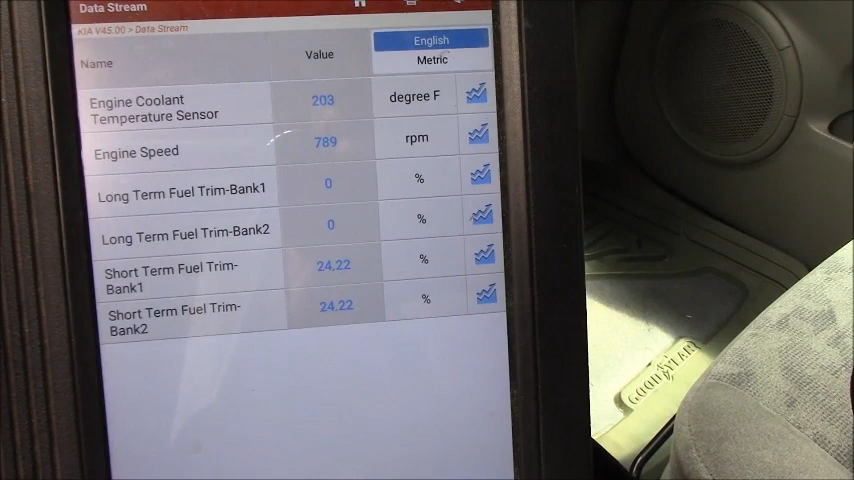 Data Stream
KIA V45.00 > Data Stream
Name
Value
English
Metric
Engine Coolant
Temperature Sensor
203
degree F
Engine Speed
789
rpm
Long Term Fuel Trim-Bank1
0
%
Long Term Fuel Trim-Bank2
0
%
Short Term Fuel Trim-
Bank1
24.22
%
Short Term Fuel Trim-
Bank2
24.22
%
GOODYEAR